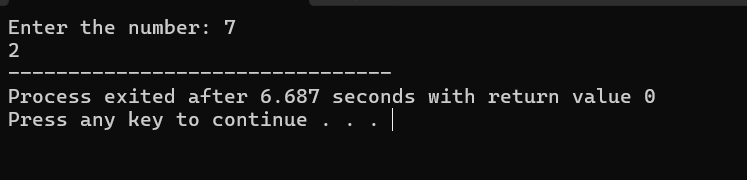 Enter the number: 7
2
--------------------------------
Process exited after 6.687 seconds with return value 0
Press any key to continue . . .